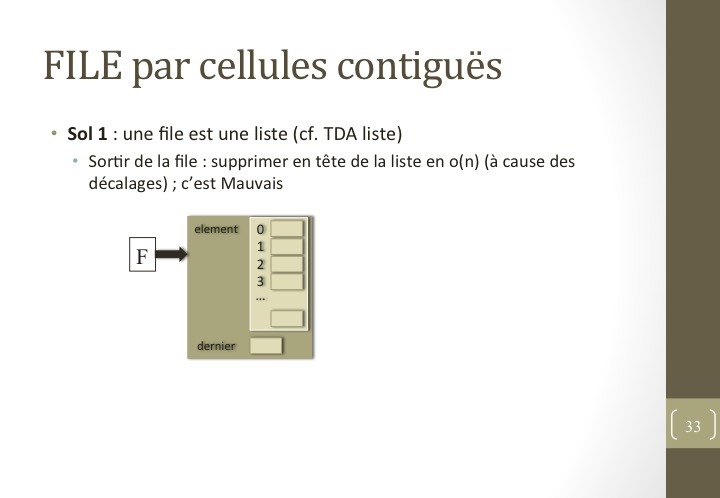 FILE par cellules contiguës
• Sol 1 : une file est une liste (cf. TDA liste)
• Sortir de la file : supprimer en tête de la liste en o(n) (à cause des
décalages) ; c'est Mauvais
element
0
1
2
3
...
F
dernier
33